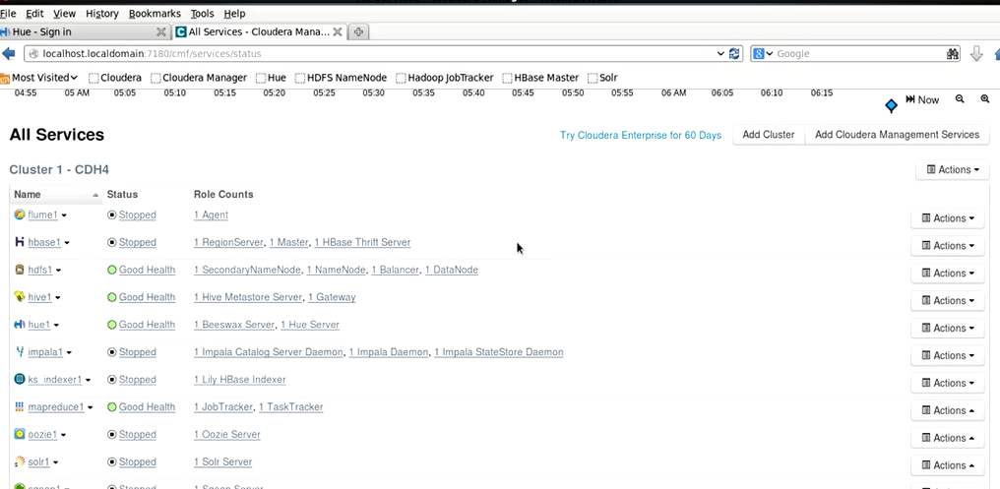 File Edit View History Bookmarks Tools Help
Hue - Sign in All Services - Cloudera Mana...
localhost.localdomain:7180/cmf/services/status Google
Most Visited Cloudera Cloudera Manager Hue HDFS NameNode Hadoop JobTracker HBase Master Solr
04:55 05 AM 05:05 05:10 05:15 05:20 05:25 05:30 05:35 05:40 05:45 05:50 05:55 06 AM 06:05 06:10 06:15
Now
All Services Try Cloudera Enterprise for 60 Days Add Cluster Add Cloudera Management Services
Cluster 1 - CDH4 Actions
Name Status Role Counts
flume1 Stopped 1 Agent Actions
hbase1 Stopped 1 RegionServer, 1 Master, 1 HBase Thrift Server Actions
hdfs1 Good Health 1 SecondaryNameNode, 1 NameNode, 1 Balancer, 1 DataNode Actions
hive1 Good Health 1 Hive Metastore Server, 1 Gateway Actions
hue1 Good Health 1 Beeswax Server, 1 Hue Server Actions
impala1 Stopped 1 Impala Catalog Server Daemon, 1 Impala Daemon, 1 Impala StateStore Daemon Actions
ks_indexer1 Stopped 1 Lily HBase Indexer Actions
mapreduce1 Good Health 1 JobTracker, 1 TaskTracker Actions
oozie1 Stopped 1 Oozie Server Actions
solr1 Stopped 1 Solr Server Actions
sqoop1 Stopped 1 Sqoop Server